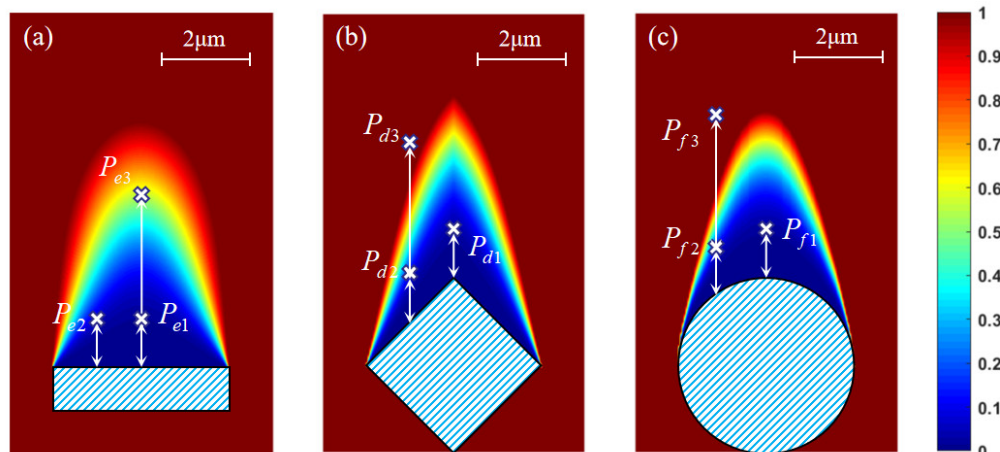 (a)
2μm
P_e3
P_e2
P_e1
(b)
2μm
P_d3
P_d2
P_d1
(c)
2μm
P_f3
P_f2
P_f1
1
0.9
0.8
0.7
0.6
0.5
0.4
0.3
0.2
0.1
0